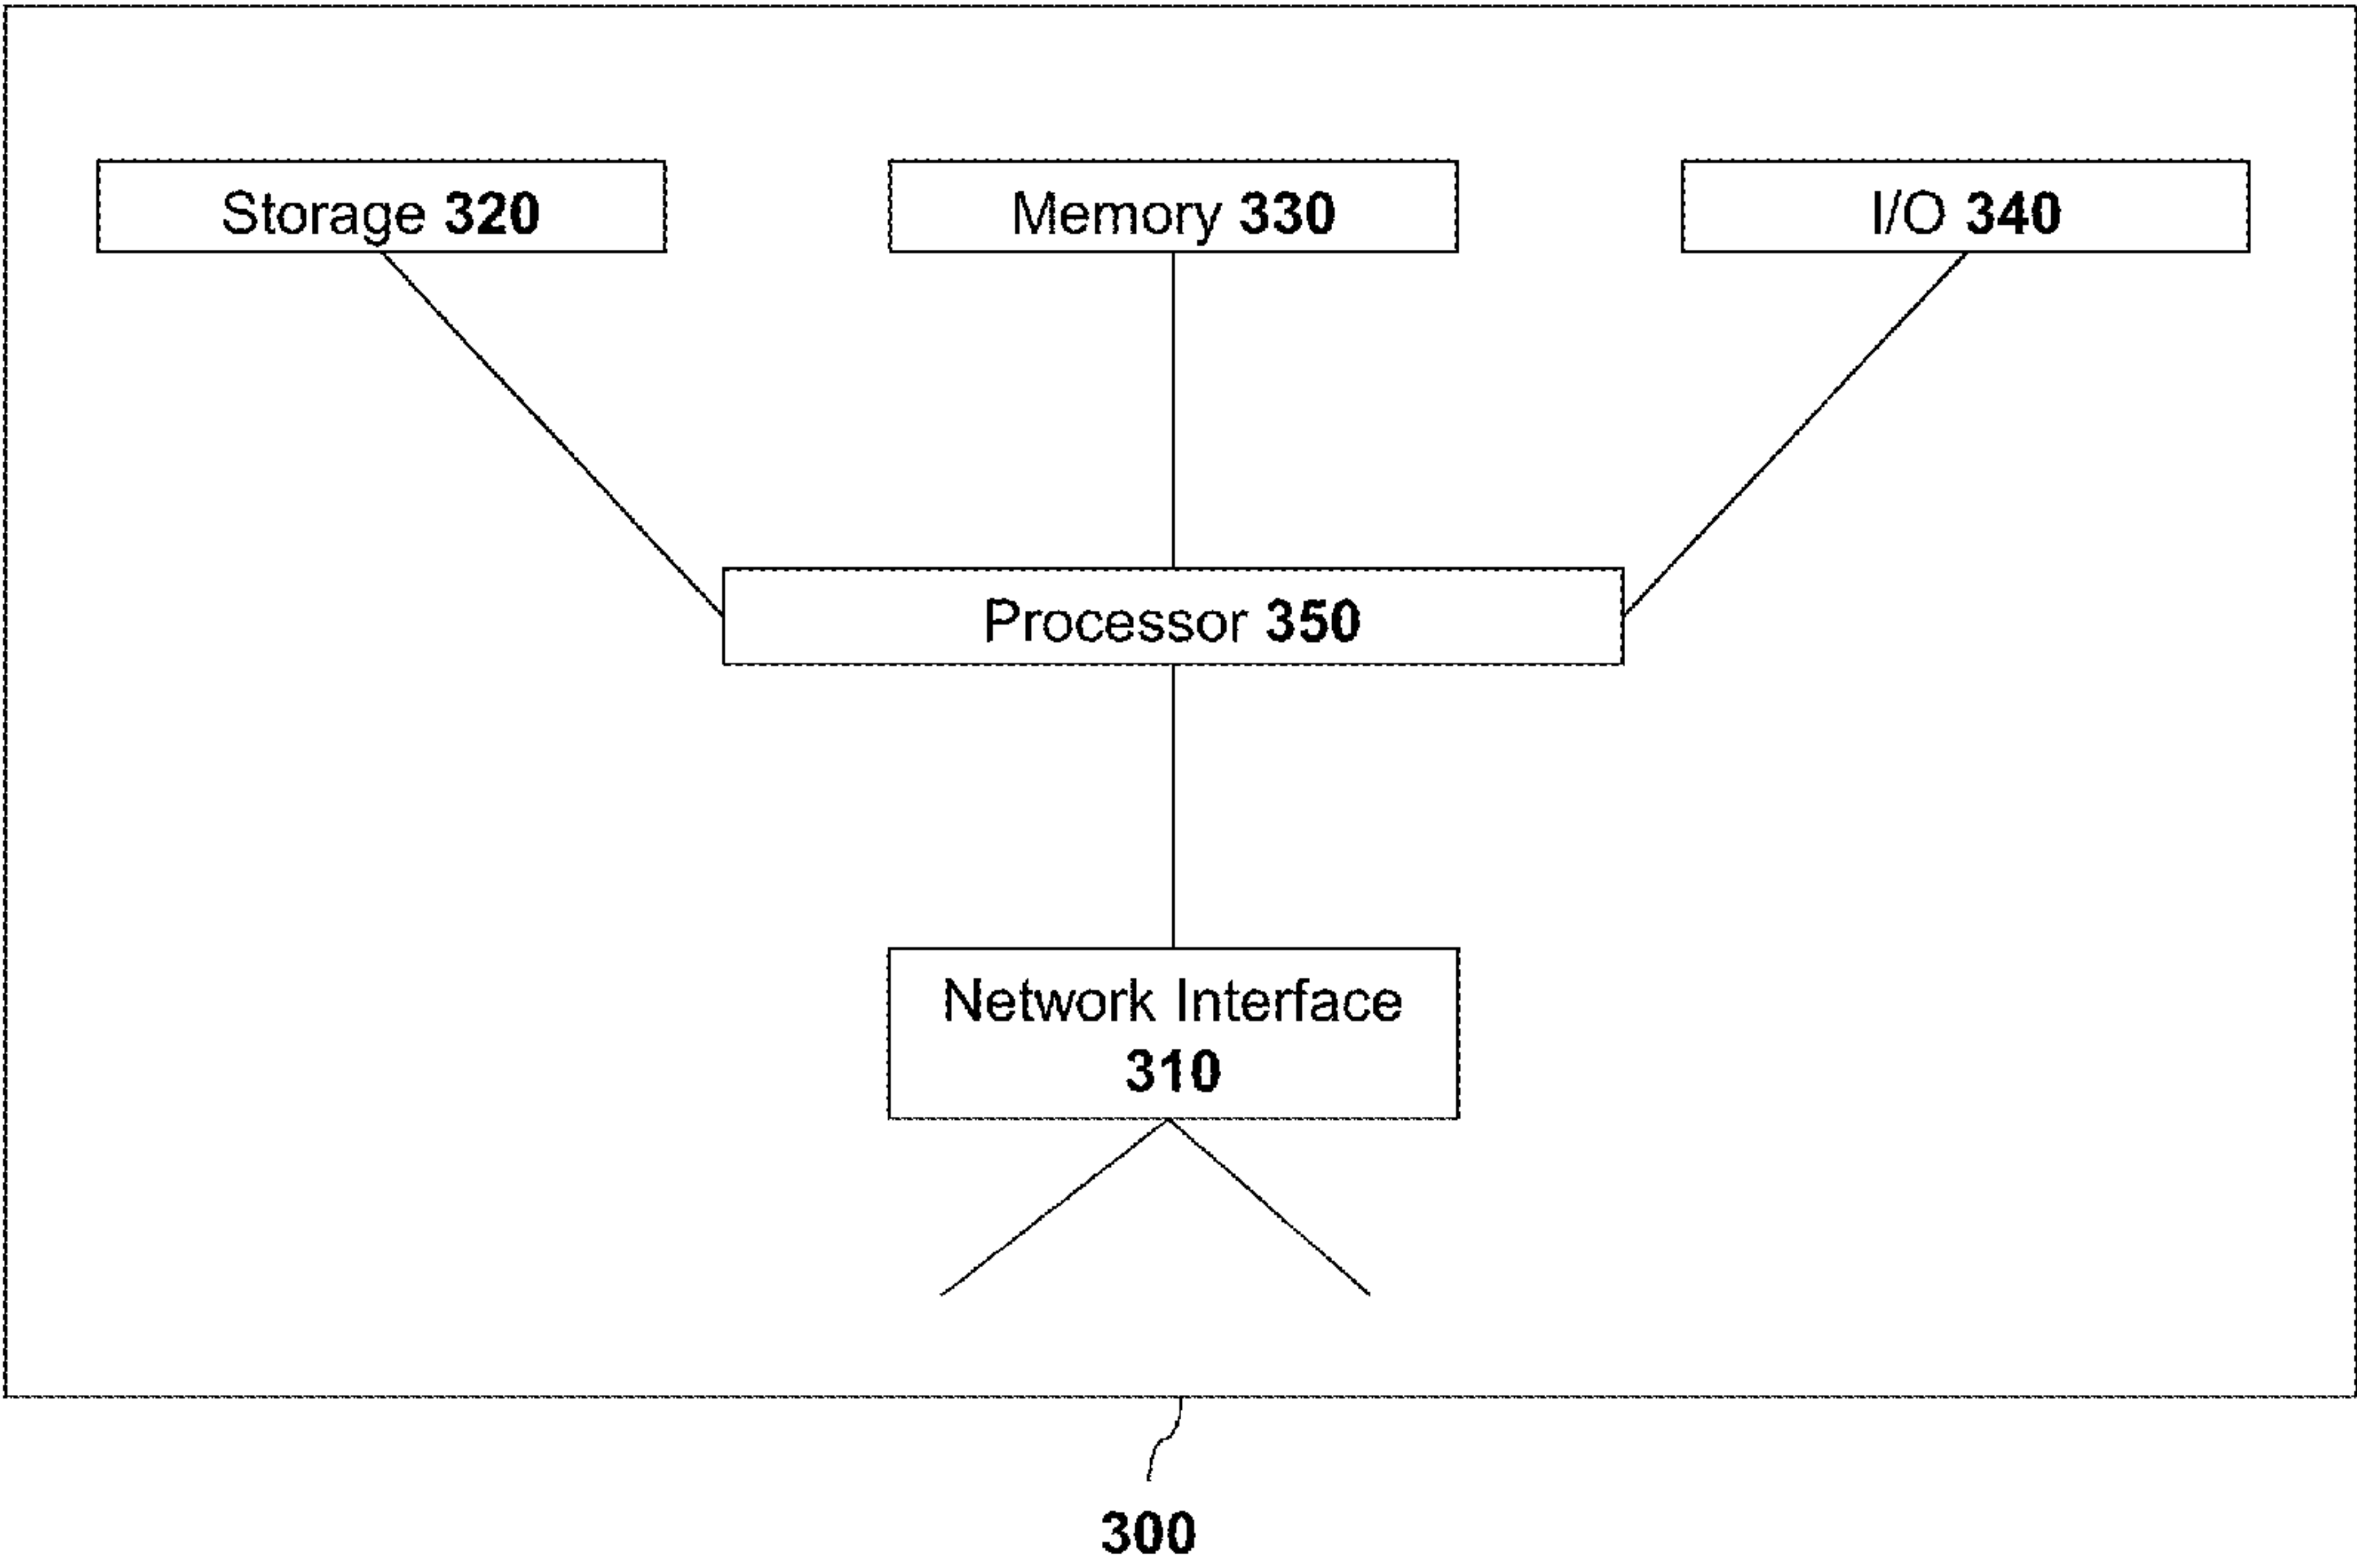 Storage 320
Memory 330
I/O 340
Processor 350
Network Interface
310
300